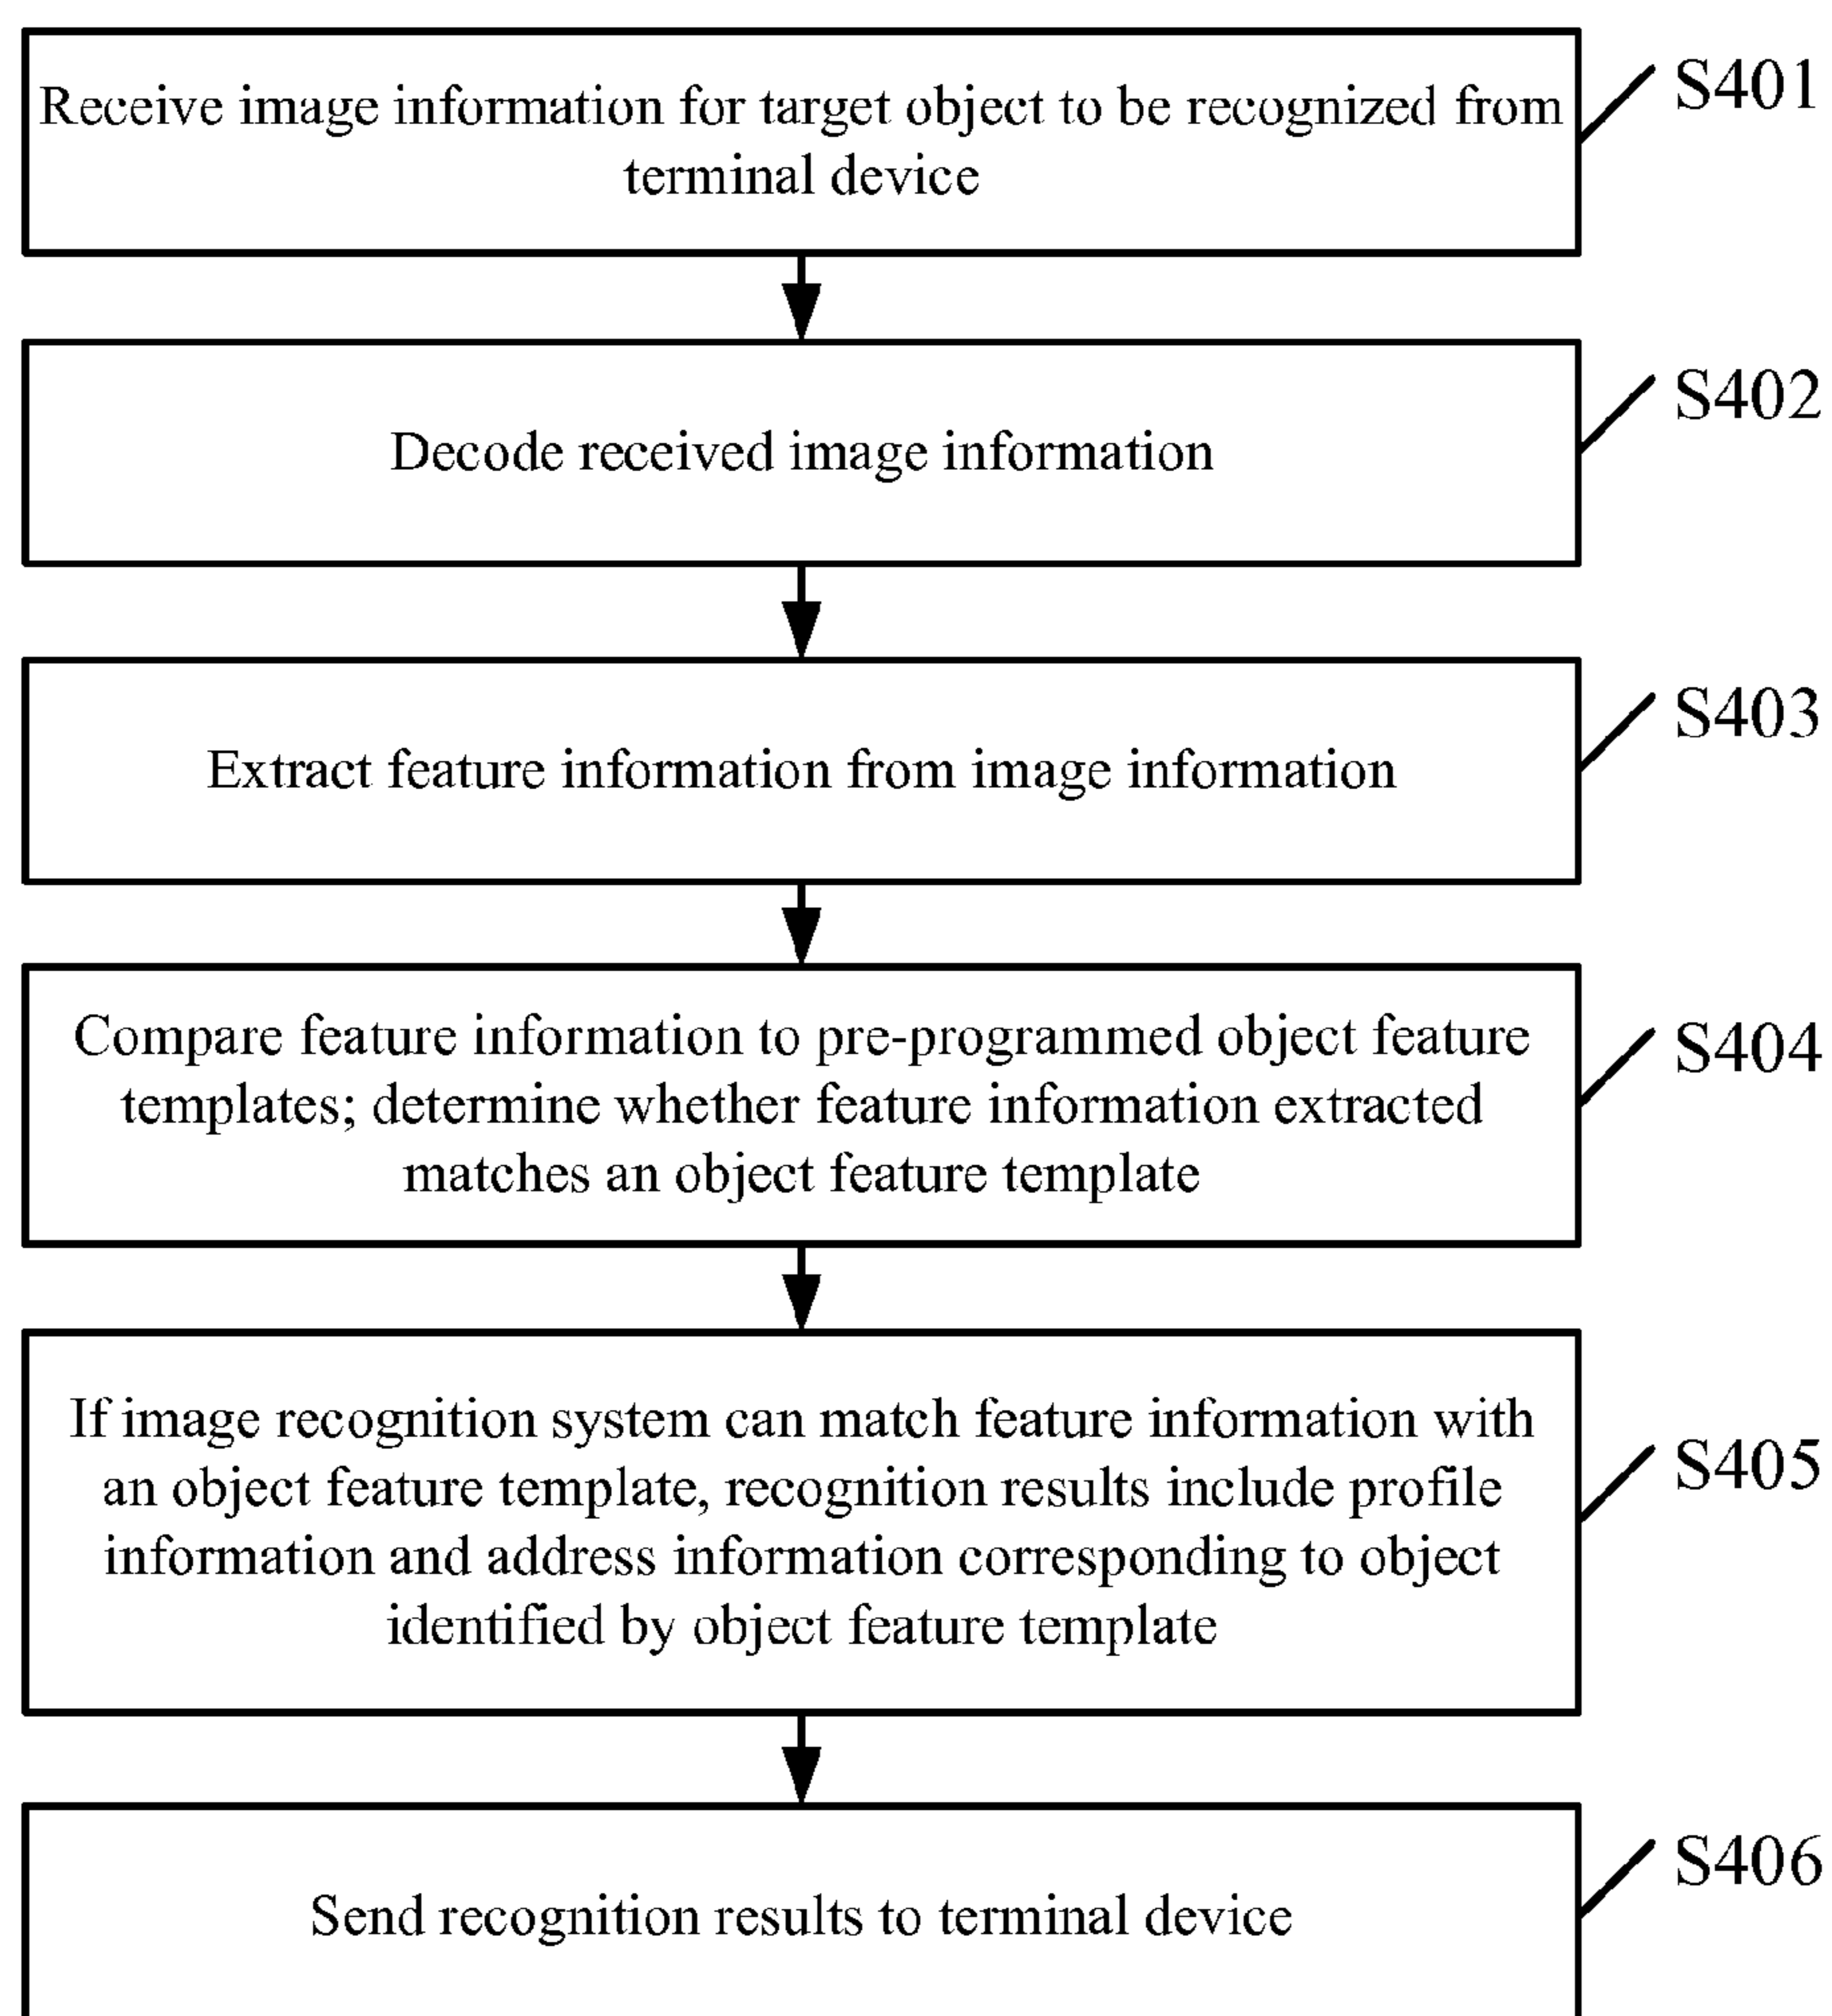 Receive image information for target object to be recognized from
terminal device
S401
Decode received image information
S402
Extract feature information from image information
S403
Compare feature information to pre-programmed object feature
templates; determine whether feature information extracted
matches an object feature template
S404
If image recognition system can match feature information with
an object feature template, recognition results include profile
information and address information corresponding to object
identified by object feature template
S405
Send recognition results to terminal device
S406